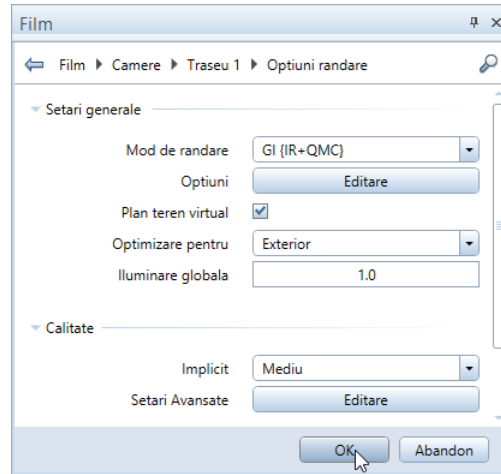 Film
Film Camere Traseu 1 Optiuni randare
Setari generale
Mod de randare GI {IR+QMC}
Optiuni Editare
Plan teren virtual
Optimizare pentru Exterior
Iluminare globala 1.0
Calitate
Implicit Mediu
Setari Avansate Editare
OK Abandon